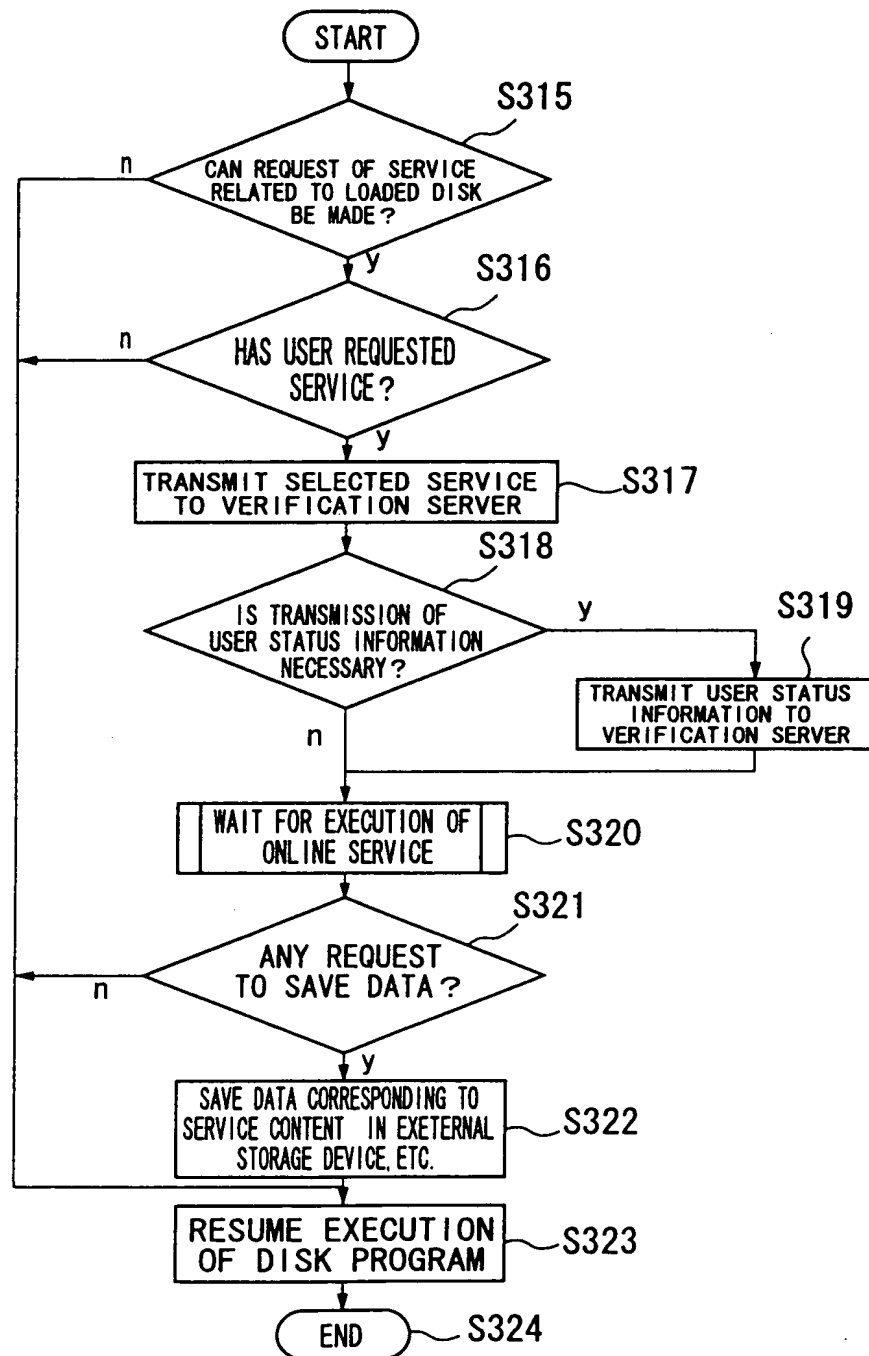 START
S315
n
CAN REQUEST OF SERVICE
RELATED TO LOADED DISK
BE MADE?
y
S316
n
HAS USER REQUESTED
SERVICE?
y
TRANSMIT SELECTED SERVICE
TO VERIFICATION SERVER
S317
S318
IS TRANSMISSION OF
USER STATUS INFORMATION
NECESSARY?
y
S319
TRANSMIT USER STATUS
INFORMATION TO
VERIFICATION SERVER
n
WAIT FOR EXECUTION OF
ONLINE SERVICE
S320
S321
ANY REQUEST
TO SAVE DATA?
n
y
SAVE DATA CORRESPONDING TO
SERVICE CONTENT IN EXETERNAL
STORAGE DEVICE, ETC.
S322
RESUME EXECUTION
OF DISK PROGRAM
S323
END
S324